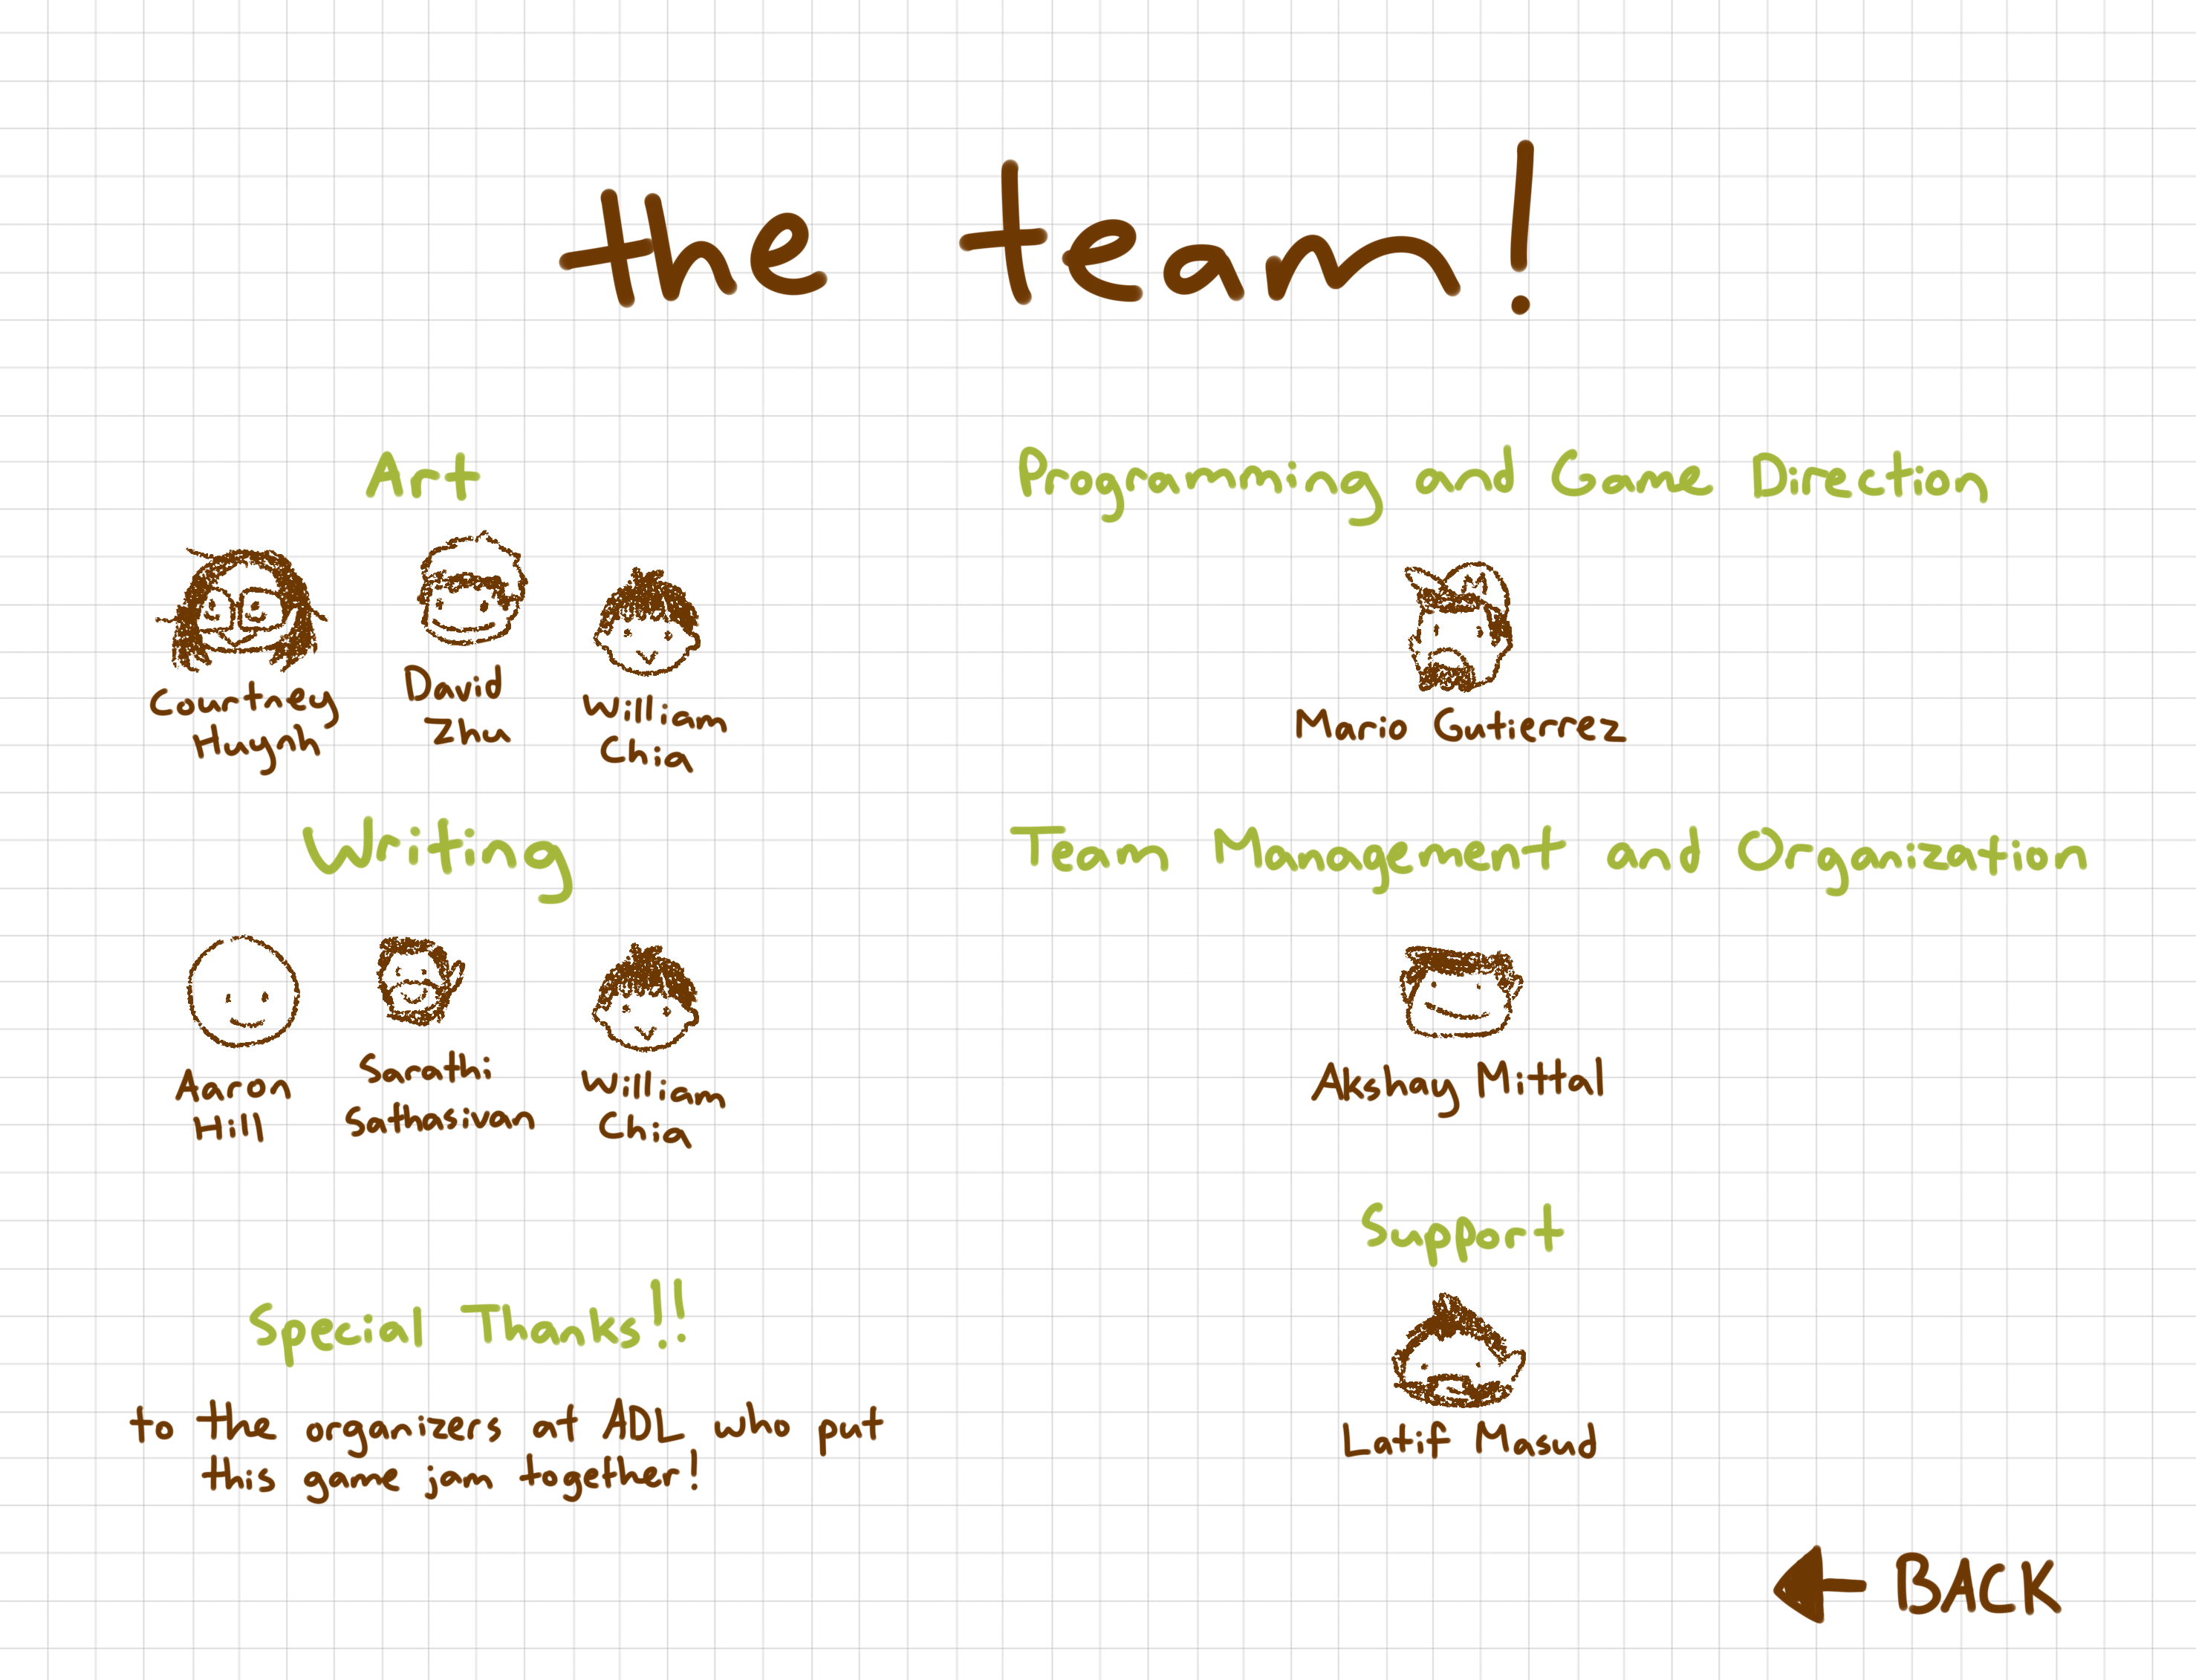 the team!
Art
Courtney
Huynh
David
Zhu
William
Chia
Programming and Game Direction
M
Mario Gutierrez
Writing
Aaron
Hill
Sarathi
Sathasivan
William
Chia
Team Management and Organization
Akshay Mittal
Support
Latif Masud
Special Thanks!!
to the organizers at ADL who put
this game jam together!
BACK